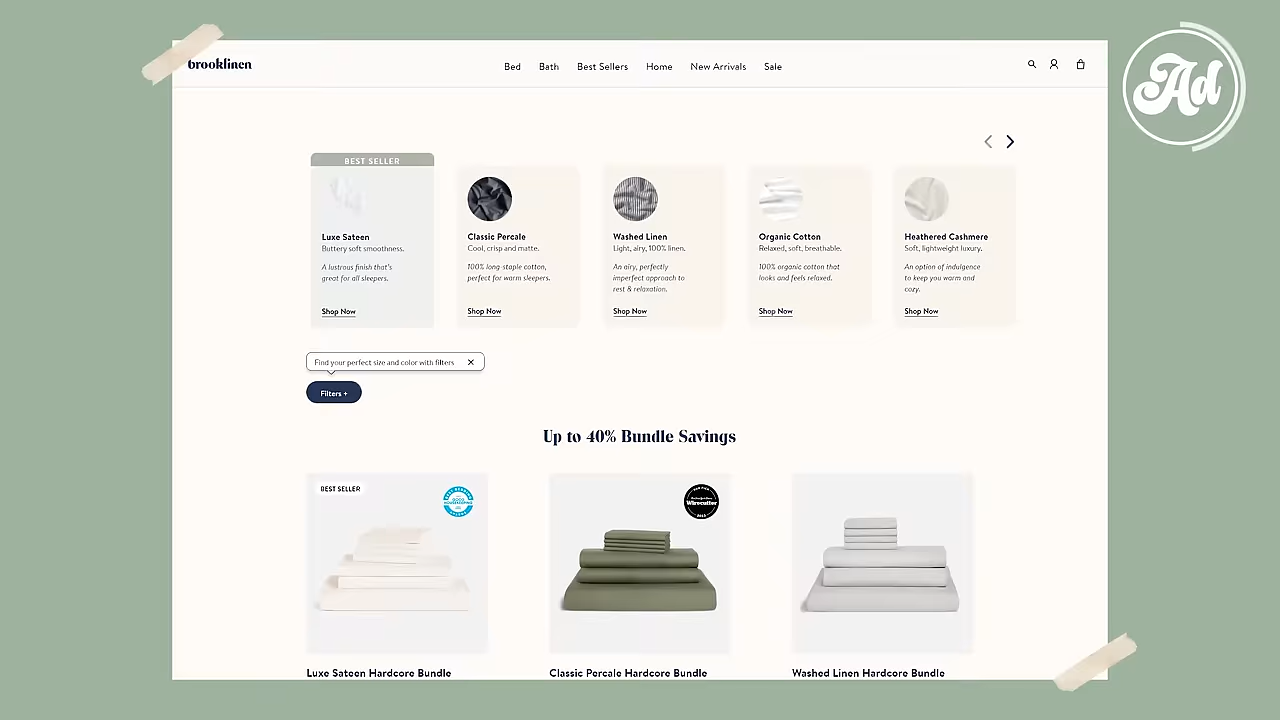 brooklinen
Bed Bath Best Sellers Home New Arrivals Sale
Ad
BEST SELLER
Luxe Sateen
Buttery soft smoothness.
A lustrous finish that's
great for all sleepers.
Shop Now
Classic Percale
Cool, crisp and matte.
100% long-staple cotton,
perfect for warm sleepers.
Shop Now
Washed Linen
Light, airy, 100% linen.
An airy, perfectly
imperfect approach to
rest & relaxation.
Shop Now
Organic Cotton
Relaxed, soft, breathable.
100% organic cotton that
looks and feels relaxed.
Shop Now
Heathered Cashmere
Soft, lightweight luxury.
An option of indulgence
to keep you warm and
cozy.
Shop Now
Find your perfect size and color with filters
Filters +
Up to 40% Bundle Savings
BEST SELLER
GOOD
HOUSEKEEPING
Wirecutter
2023
Luxe Sateen Hardcore Bundle
Classic Percale Hardcore Bundle
Washed Linen Hardcore Bundle